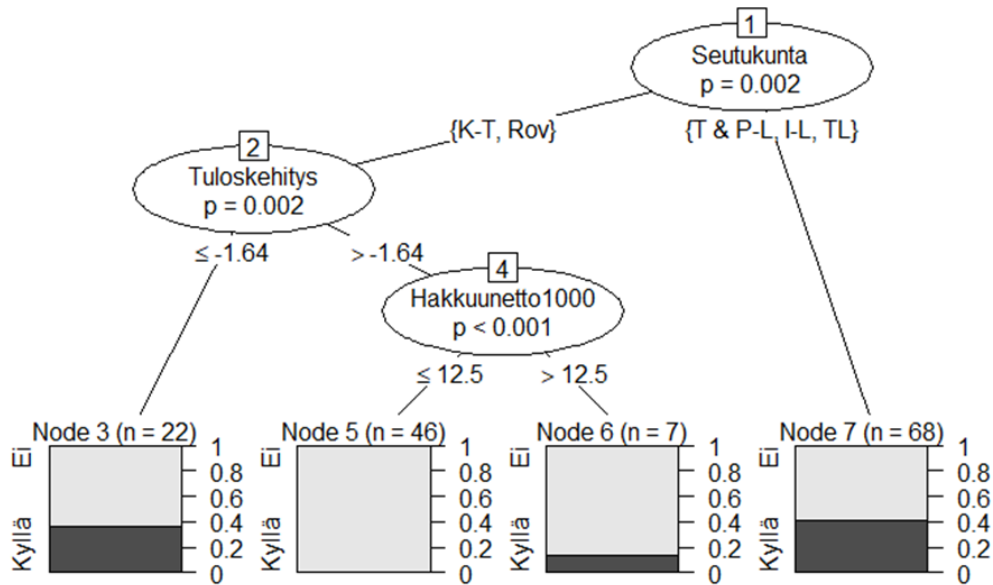 1
Seutukunta
p = 0.002
{K-T, Rov}
{T & P-L, I-L, TL}
2
Tuloskehitys
p = 0.002
≤ -1.64
> -1.64
4
Hakkuunetto1000
p < 0.001
≤ 12.5
> 12.5
Node 3 (n = 22)
Ei
Kyllä
1
0.8
0.6
0.4
0.2
0
Node 5 (n = 46)
Ei
Kyllä
1
0.8
0.6
0.4
0.2
0
Node 6 (n = 7)
Ei
Kyllä
1
0.8
0.6
0.4
0.2
0
Node 7 (n = 68)
Ei
Kyllä
1
0.8
0.6
0.4
0.2
0